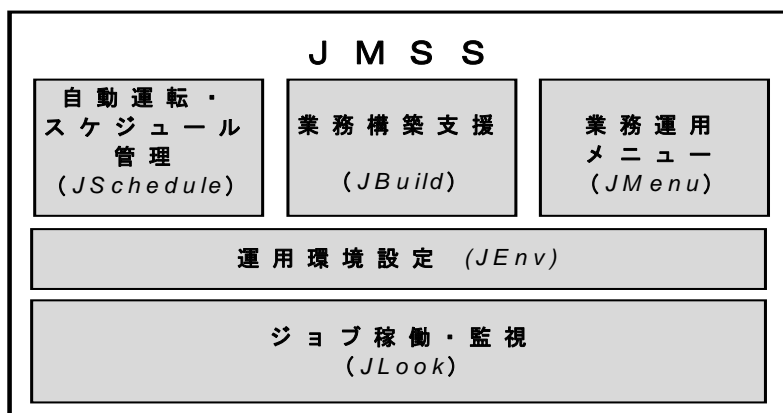 JMSS
自動運転・
スケジュール
管理
(JSchedule)
業務構築支援
(JBuild)
業務運用
メニュー
(JMenu)
運用環境設定 (JEnv)
ジョブ稼働・監視
(JLook)